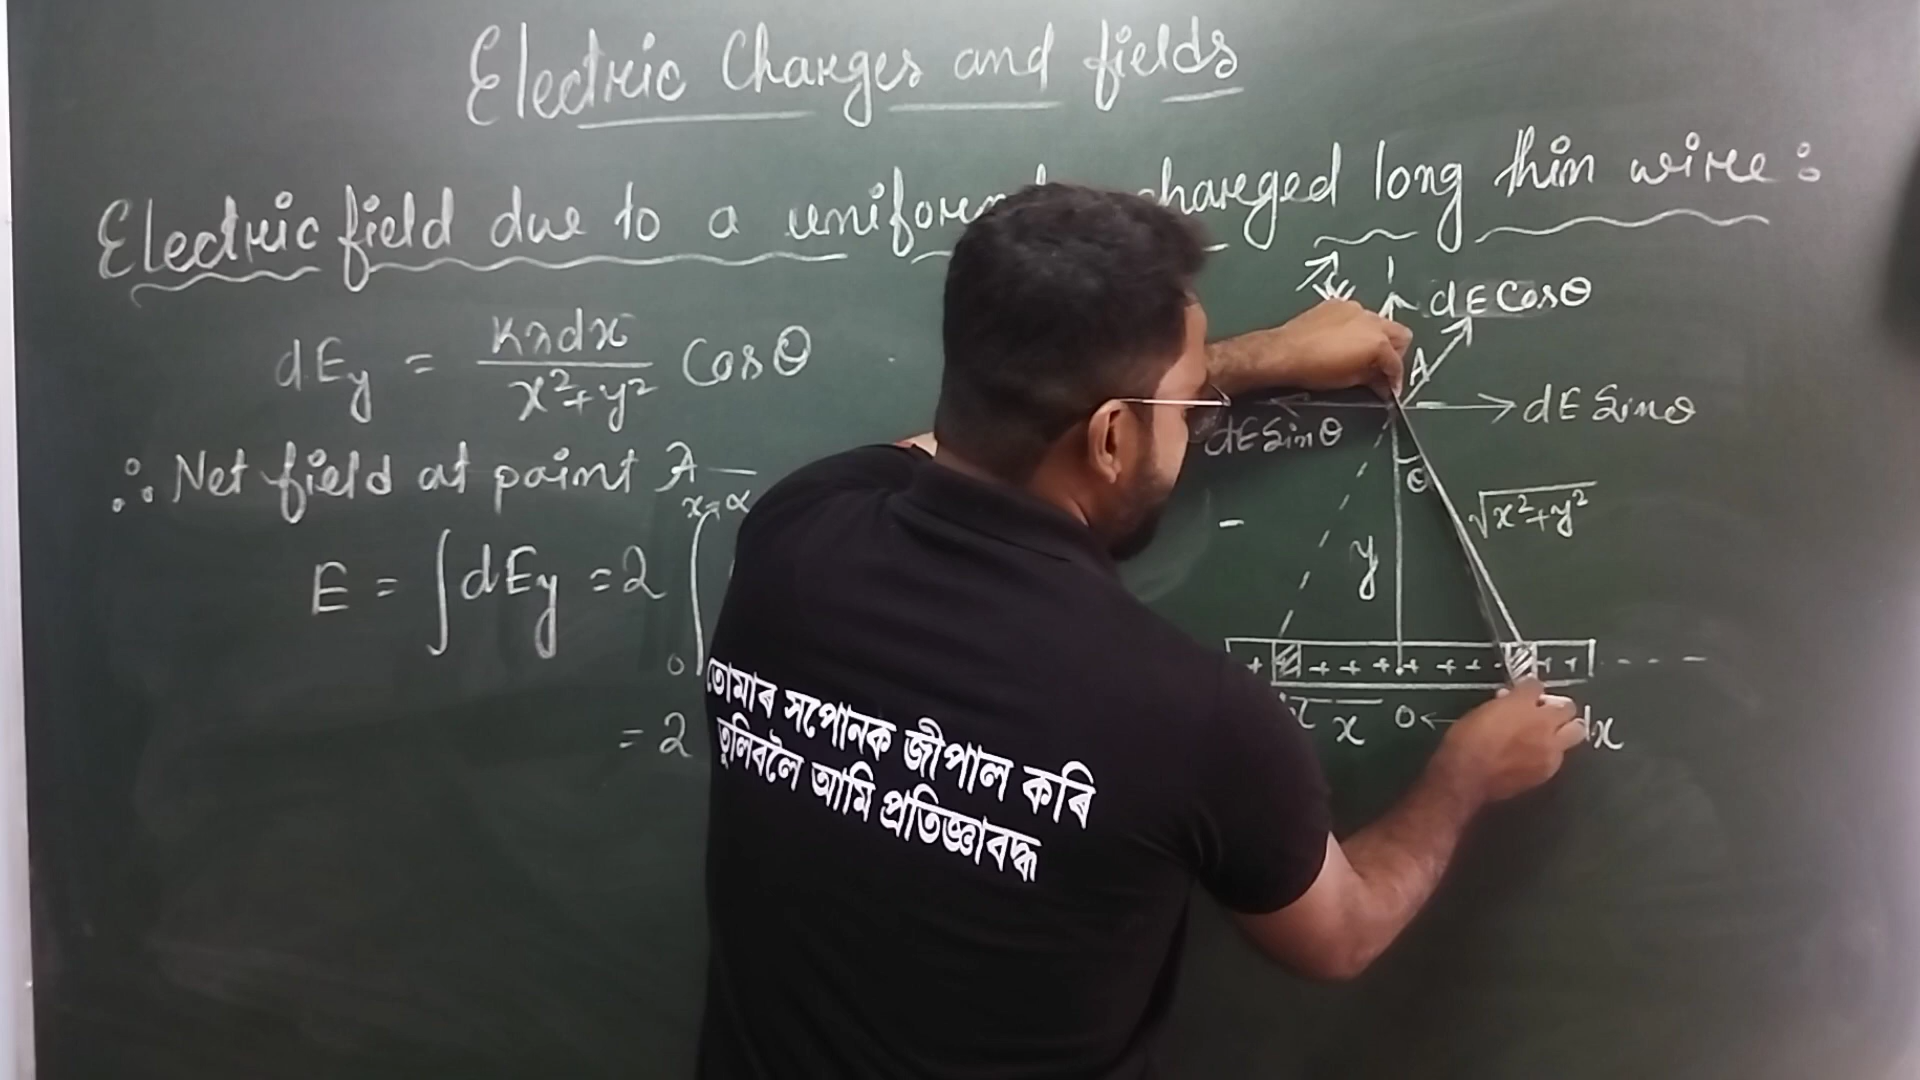 Electric Charges and fields
Electric field due to a charged long thin wire :
dEy = Kλdx / x²+y² Cosθ
∴ Net field at point A —
E = ∫dEy = 2 ∫
x=α
0
= 2
dE Cosθ
A
dE Sinθ
dE Sinθ
θ
√x²+y²
y
+ + + + + + + + +
x 0 dx
তোমাৰ সপোনক জীপাল কৰি
তুলিবলৈ আমি প্ৰতিজ্ঞাবদ্ধ